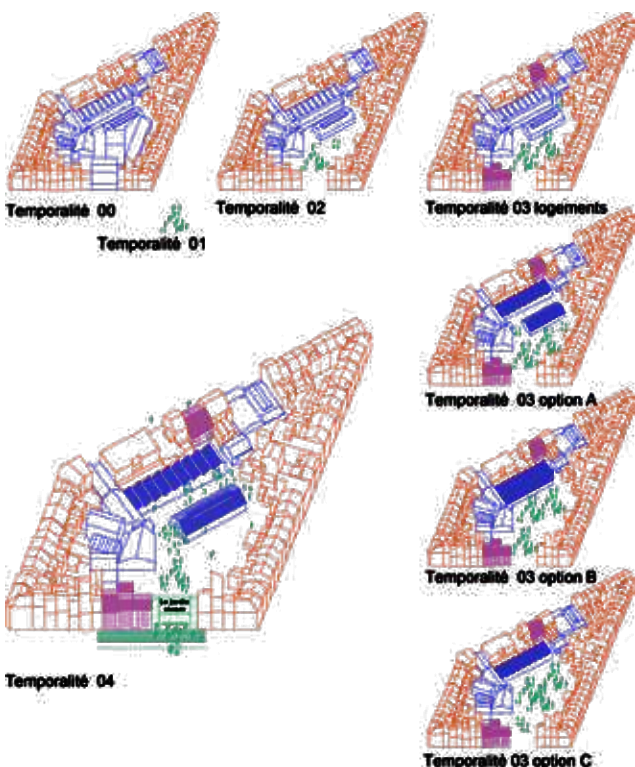 Temporalité 00
Temporalité 01
Temporalité 02
Temporalité 03 logements
Temporalité 03 option A
Temporalité 03 option B
Temporalité 03 option C
Temporalité 04